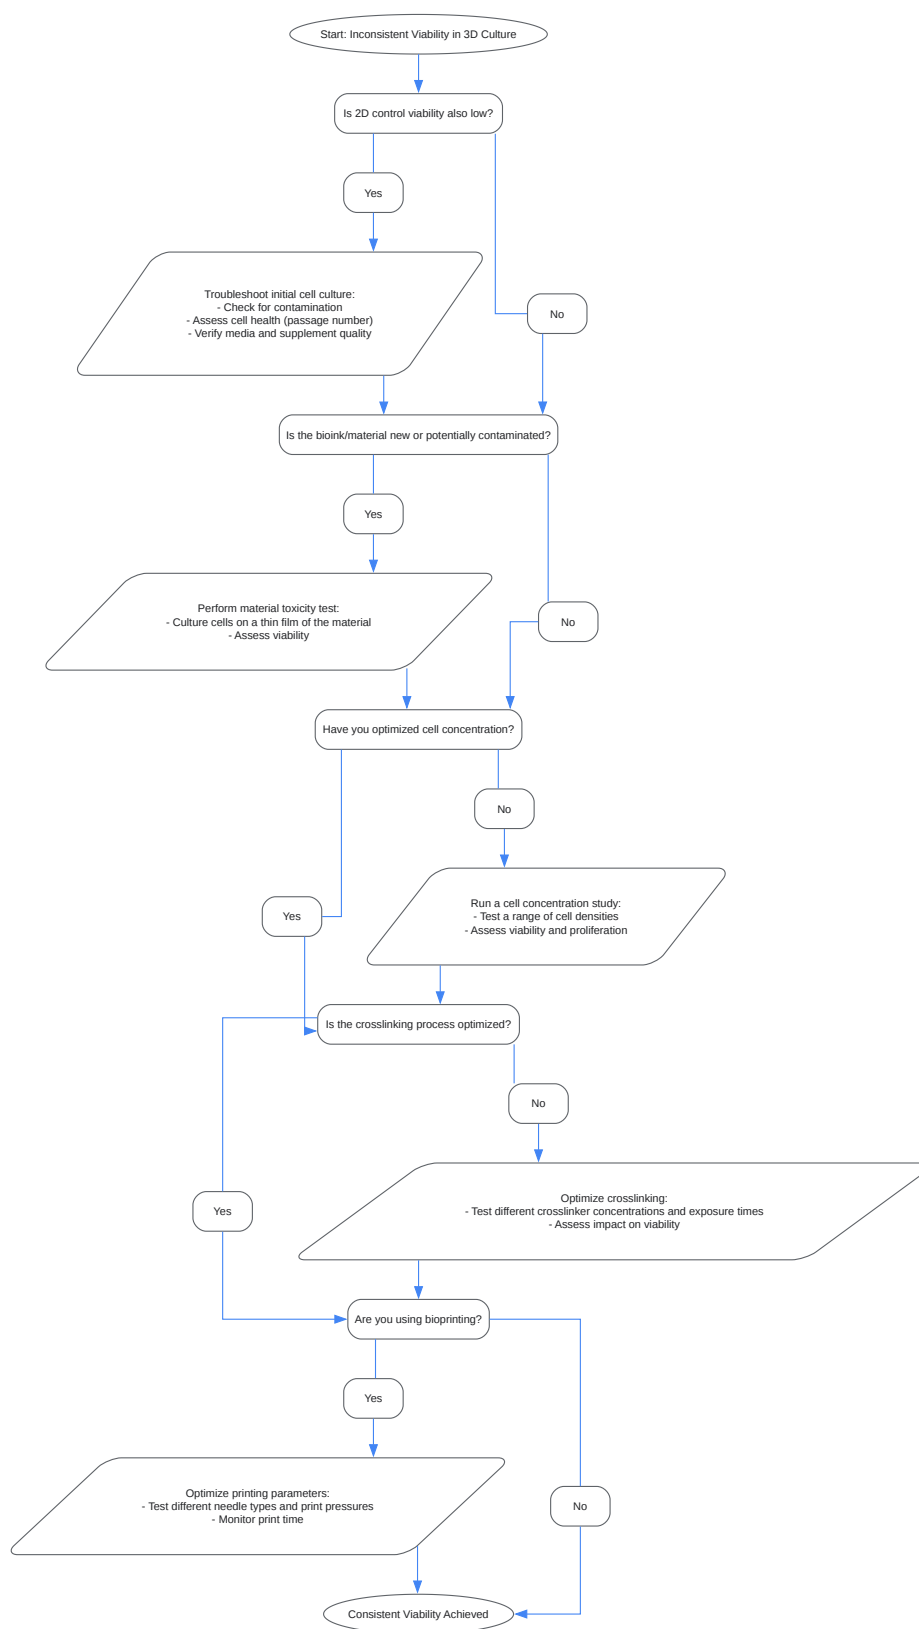 Start: Inconsistent Viability in 3D Culture
Is 2D control viability also low?
Yes
Troubleshoot initial cell culture:
- Check for contamination
- Assess cell health (passage number)
- Verify media and supplement quality
No
Is the bioink/material new or potentially contaminated?
Yes
Perform material toxicity test:
- Culture cells on a thin film of the material
- Assess viability
No
Have you optimized cell concentration?
No
Run a cell concentration study:
- Test a range of cell densities
- Assess viability and proliferation
Yes
Is the crosslinking process optimized?
No
Optimize crosslinking:
- Test different crosslinker concentrations and exposure times
- Assess impact on viability
Yes
Are you using bioprinting?
Yes
Optimize printing parameters:
- Test different needle types and print pressures
- Monitor print time
No
Consistent Viability Achieved